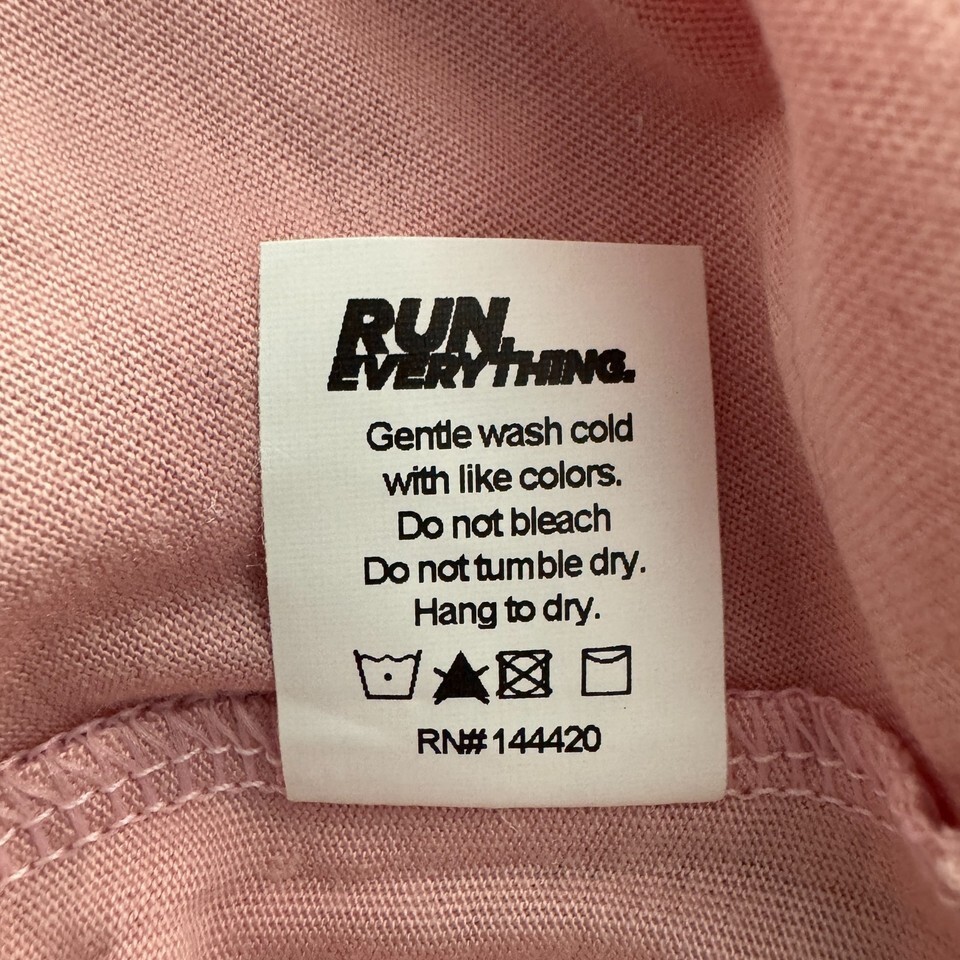 RUN.
EVERYTHING.
Gentle wash cold
with like colors.
Do not bleach
Do not tumble dry.
Hang to dry.
RN# 144420